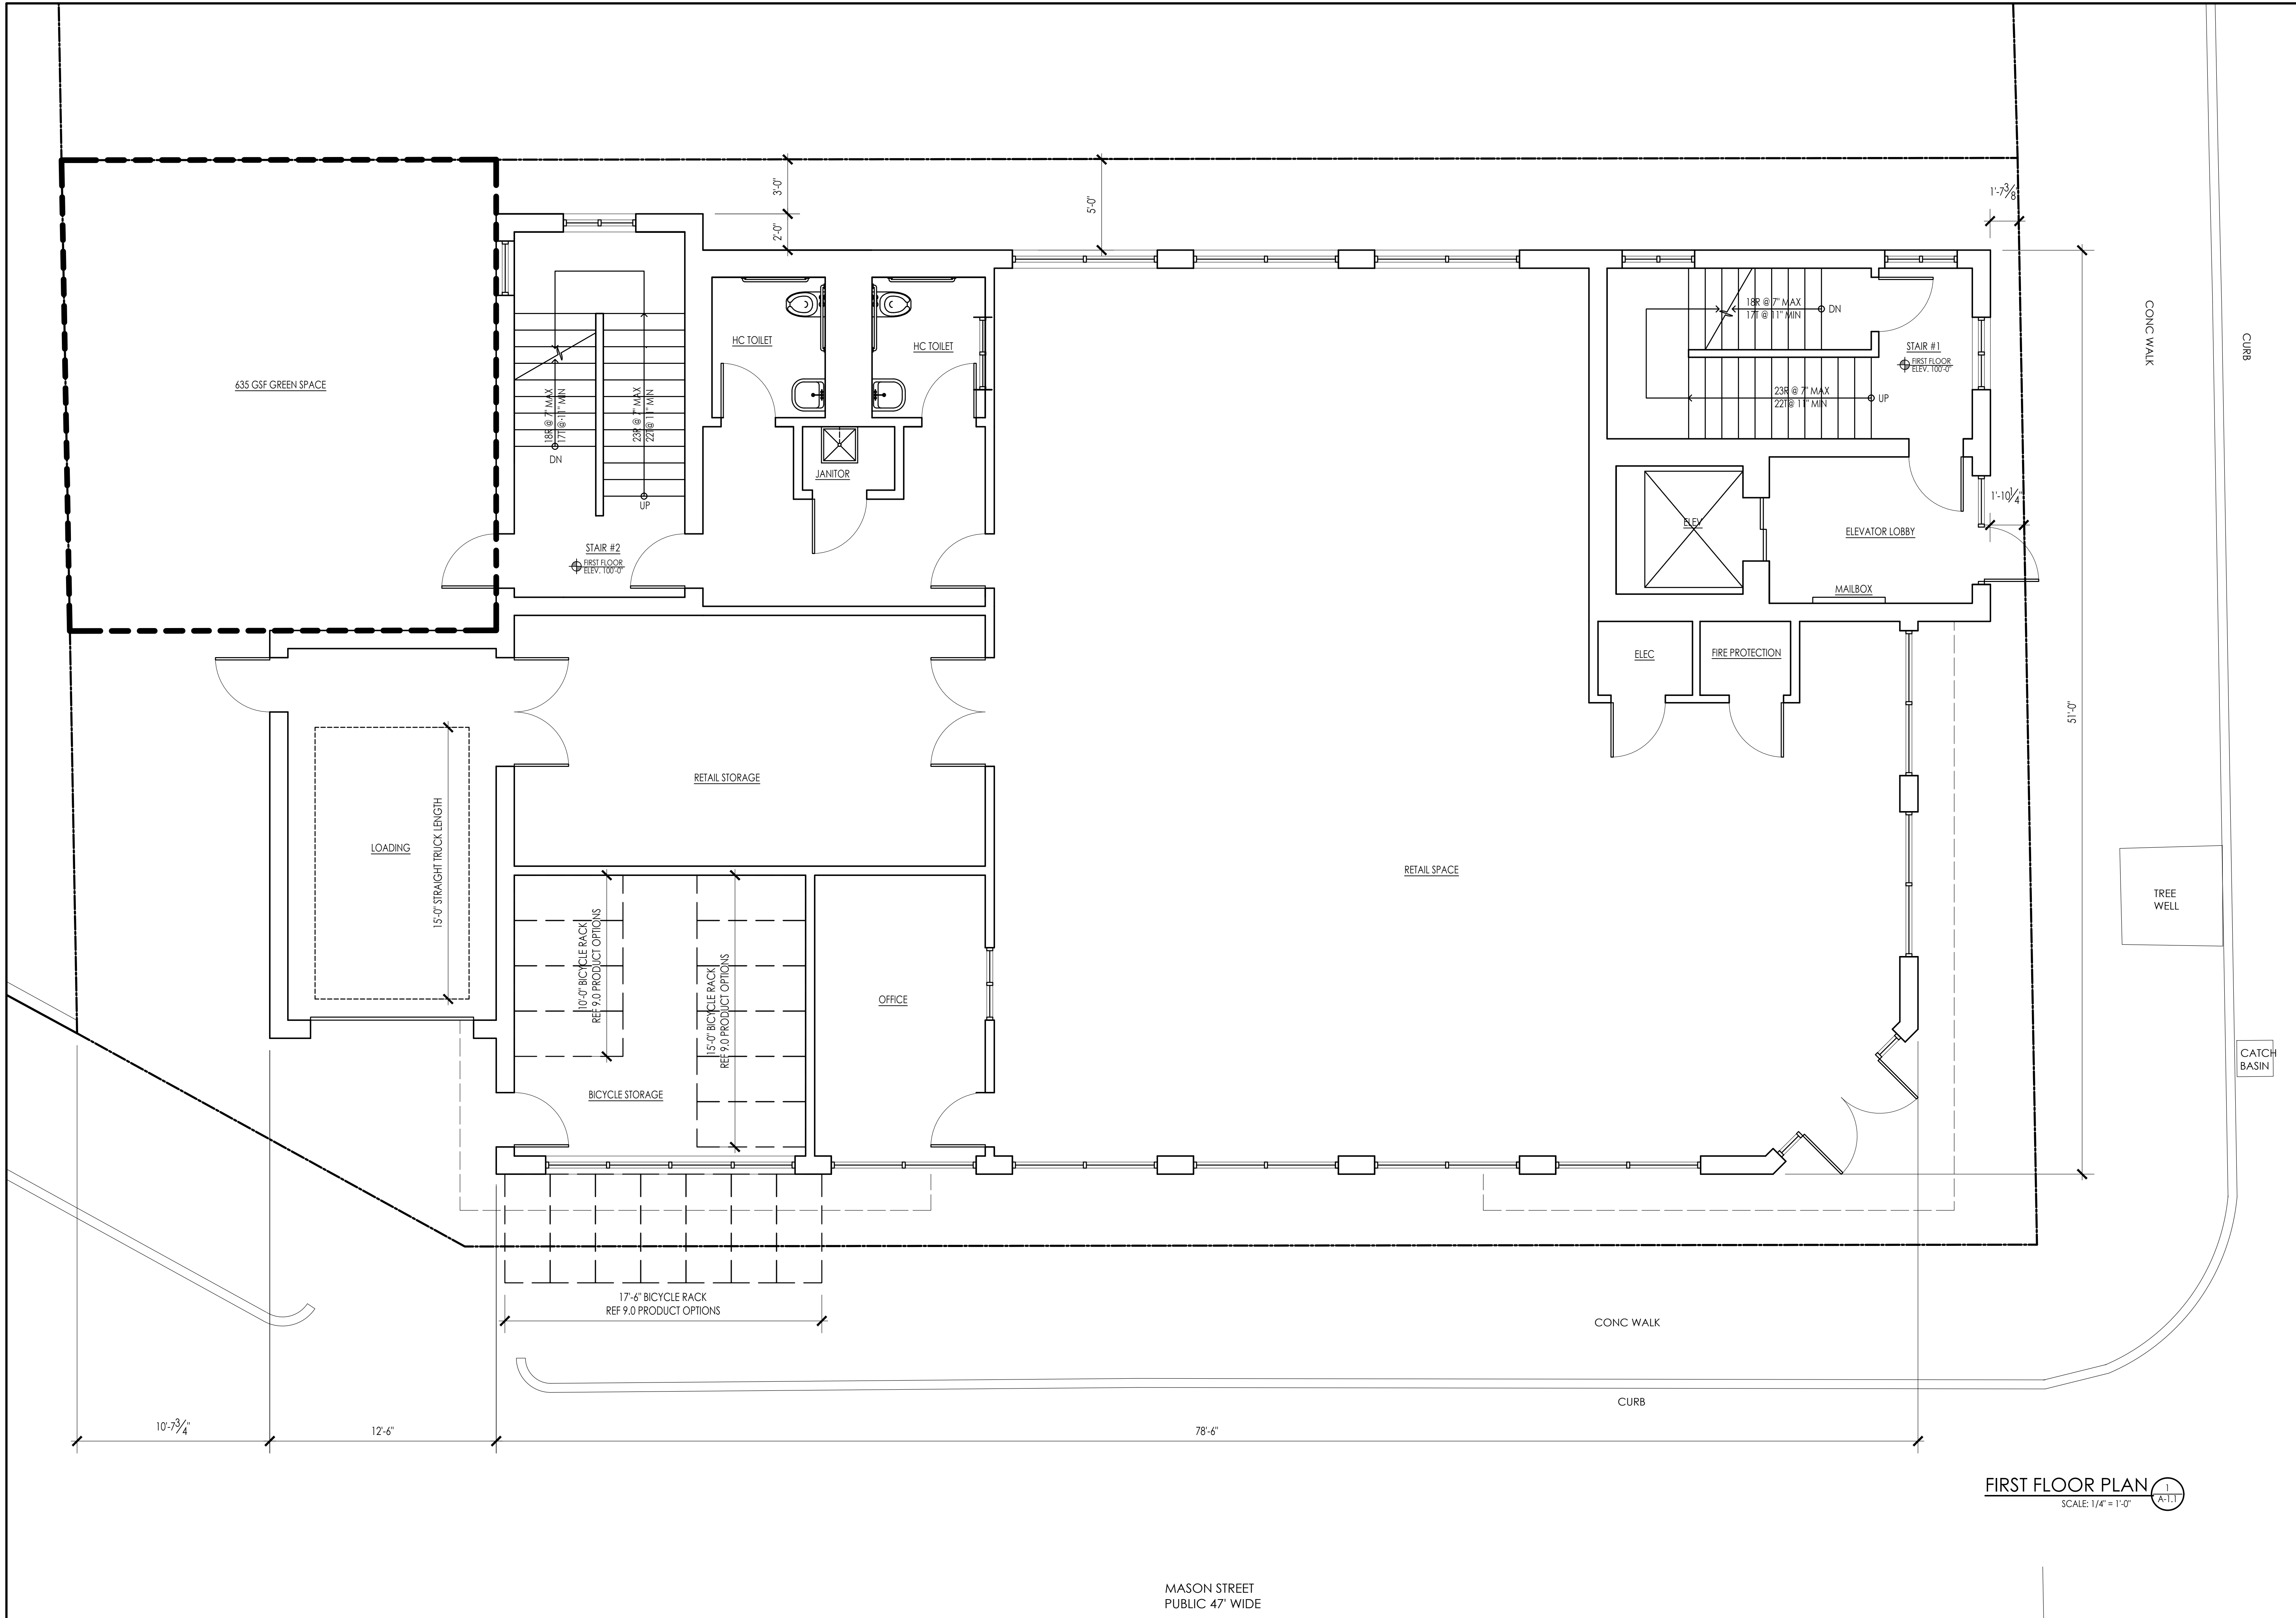 3'-0"
2'-0"
5'-0"
1'-7 3/8
CONC WALK
CURB
635 GSF GREEN SPACE
18R @ 7" MAX
17T @ 11" MIN
DN
23R @ 7" MAX
22T@ 11" MIN
UP
STAIR #2
FIRST FLOOR
ELEV. 100'-0"
HC TOILET
HC TOILET
JANITOR
18R @ 7" MAX
17T @ 11" MIN
DN
STAIR #1
FIRST FLOOR
ELEV. 100'-0"
23R @ 7" MAX
22T@ 11" MIN
UP
1'-10 1/4"
ELEV
ELEVATOR LOBBY
MAILBOX
ELEC
FIRE PROTECTION
51'-0"
RETAIL STORAGE
LOADING
15'-0" STRAIGHT TRUCK LENGTH
RETAIL SPACE
TREE
WELL
10'-0" BICYCLE RACK
REF 9.0 PRODUCT OPTIONS
15'-0" BICYCLE RACK
REF 9.0 PRODUCT OPTIONS
OFFICE
BICYCLE STORAGE
CATCH
BASIN
17'-6" BICYCLE RACK
REF 9.0 PRODUCT OPTIONS
CONC WALK
CURB
10'-7 3/4"
12'-6"
78'-6"
FIRST FLOOR PLAN
SCALE: 1/4" = 1'-0"
1
A-1.1
MASON STREET
PUBLIC 47' WIDE